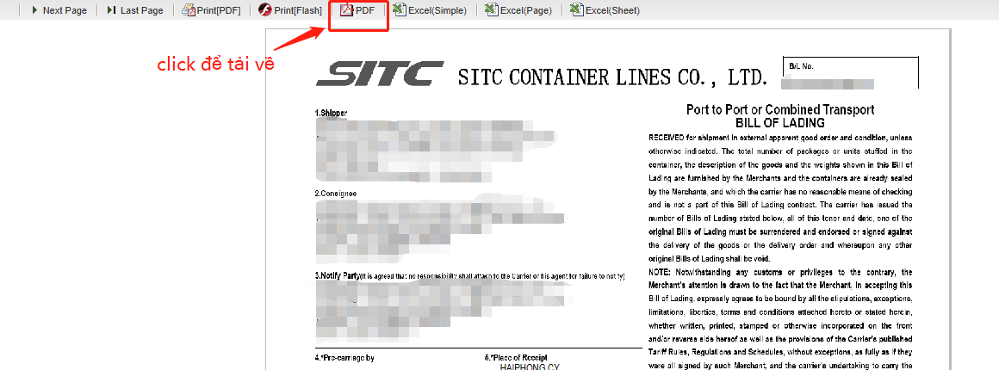 Next Page Last Page Print[PDF] Print[Flash] PDF Excel(Simple) Excel(Page) Excel(Sheet)
click để tải về
SITC SITC CONTAINER LINES CO., LTD.
B/L No.
1.Shipper
2.Consignee
3.Notify Party(It is agreed that no responsibility shall attach to the Carrier or his agent for failure to notify)
4.*Pre-carriage by
5.*Place of Receipt
HAIPHONG CY
Port to Port or Combined Transport
BILL OF LADING
RECEIVED for shipment in external apparent good order and condition, unless
otherwise indicated. The total number of packages or units stuffed in the
container, the description of the goods and the weights shown in this Bill of
Lading are furnished by the Merchants and the containers are already sealed
by the Merchants, and which the carrier has no reasonable means of checking
and is not a part of this Bill of Lading contract. The carrier has issued the
number of Bills of Lading stated below, all of this tenor and date, one of the
original Bills of Lading must be surrendered and endorsed or signed against
the delivery of the goods or the delivery order and whereupon any other
original Bills of Lading shall be void.
NOTE: Notwithstanding any customs or privileges to the contrary, the
Merchant's attention is drawn to the fact that the Merchant, in accepting this
Bill of Lading, expressly agrees to be bound by all the stipulations, exceptions,
limitations, liberties, terms and conditions attached hereto or stated herein,
whether written, printed, stamped or otherwise incorporated on the front
and/or reverse side hereof as well as the provisions of the Carrier's published
Tariff Rules, Regulations and Schedules, without exceptions, as fully as if they
were all signed by such Merchant, and the carrier's undertaking to carry the